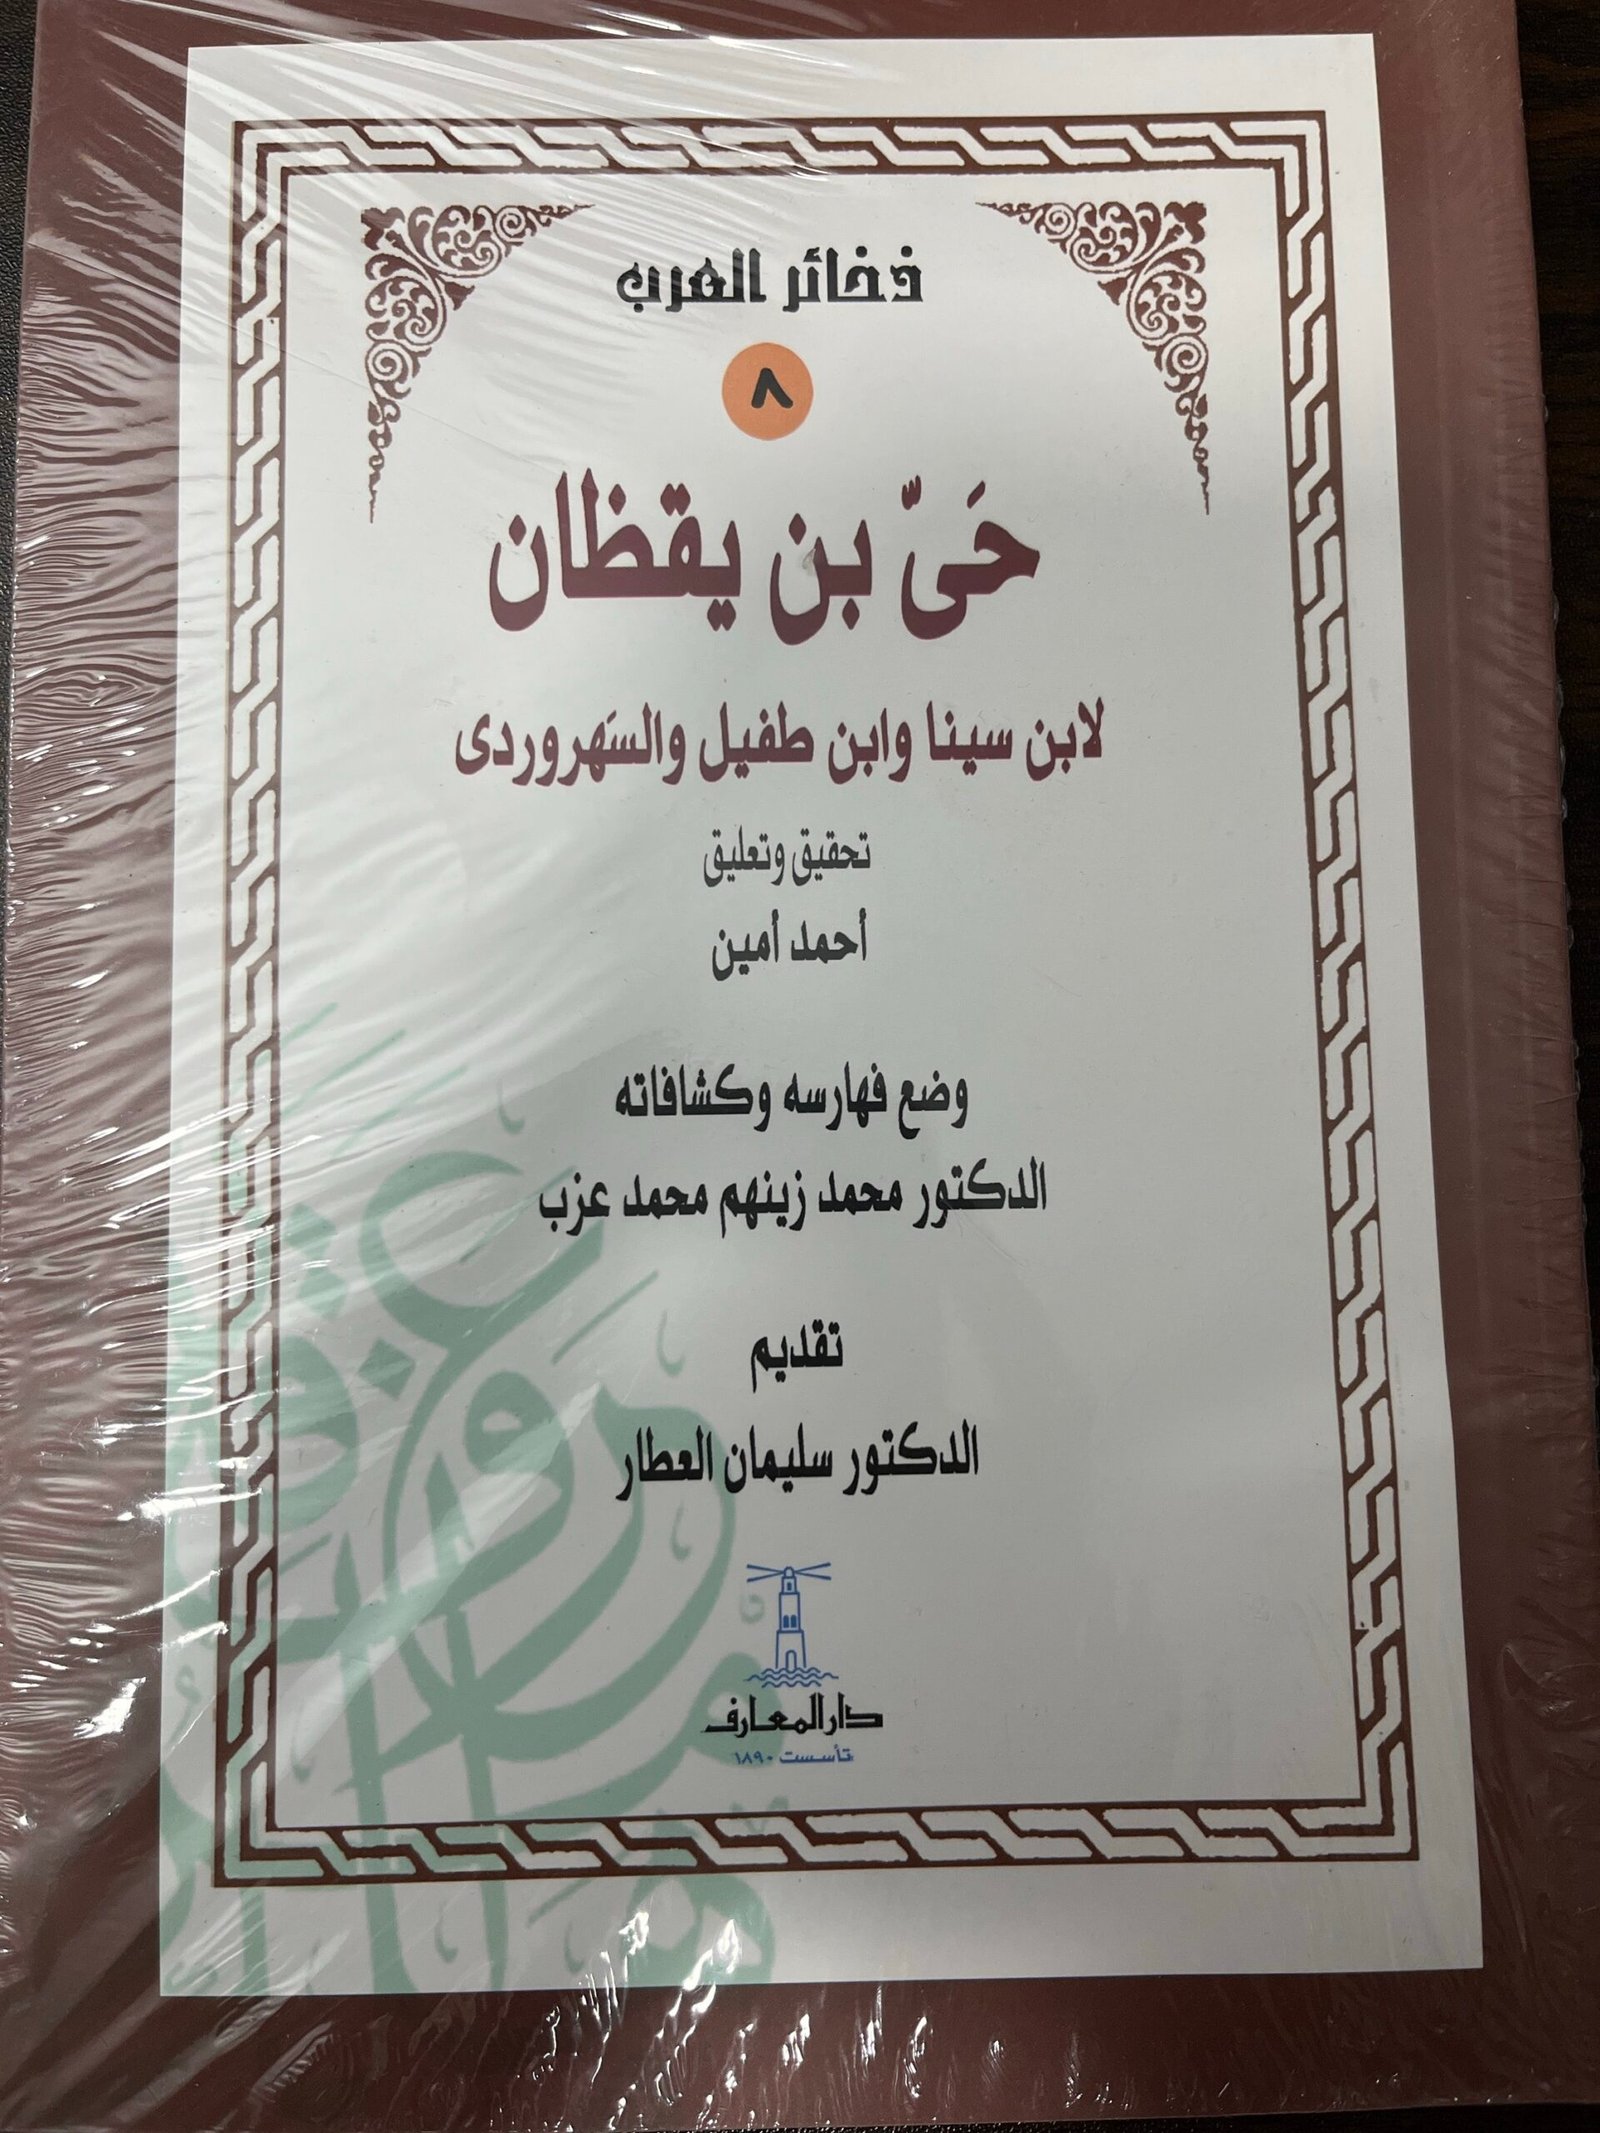 ذخائر العرب
٨
حَىّ بن يقظان
لابن سينا وابن طفيل والسَهروردى
تحقيق وتعليق
أحمد أمين
وضع فهارسه وكشافاته
الدكتور محمد زينهم محمد عزب
تقديم
الدكتور سليمان العطار
دار المعارف
تأسست ١٨٩٠